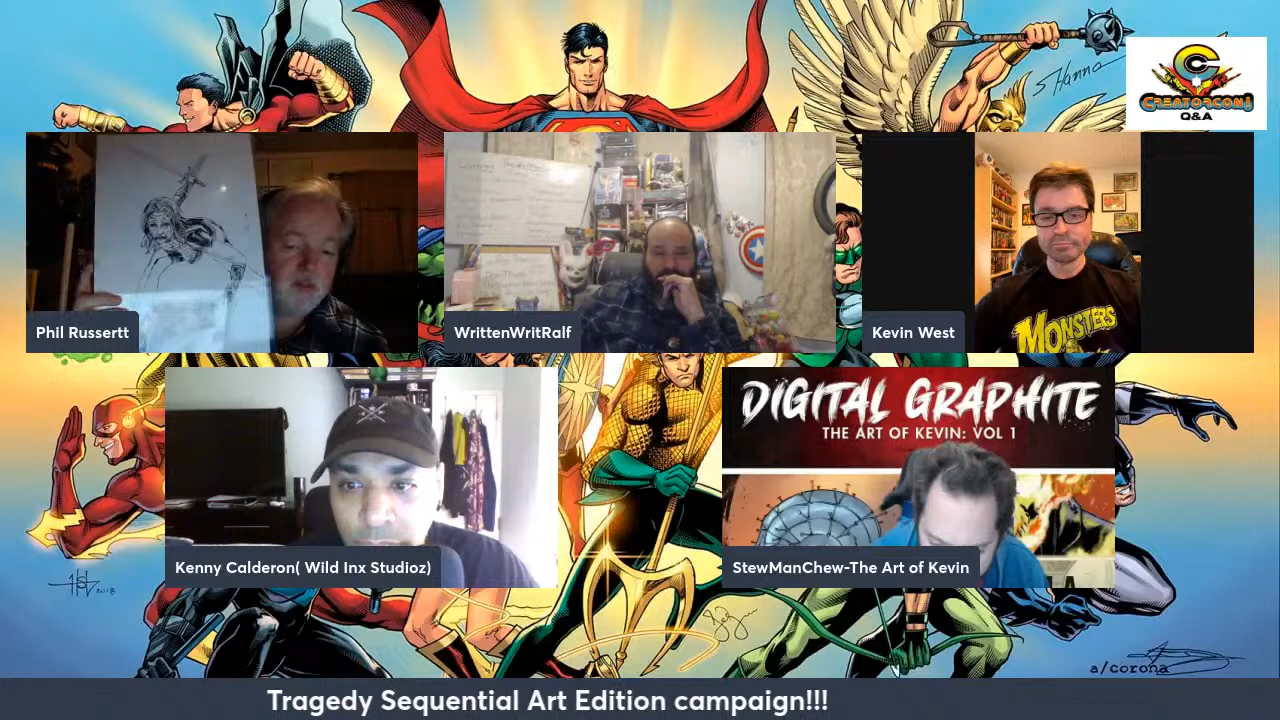 S Hanna
CREATORCON!
Q&A
Phil Russertt
WrittenWritRalf
Kevin West
MONSTERS
DIGITAL GRAPHITE
THE ART OF KEVIN: VOL 1
Kenny Calderon( Wild Inx Studioz)
StewManChew-The Art of Kevin
2018
a/corona
Tragedy Sequential Art Edition campaign!!!